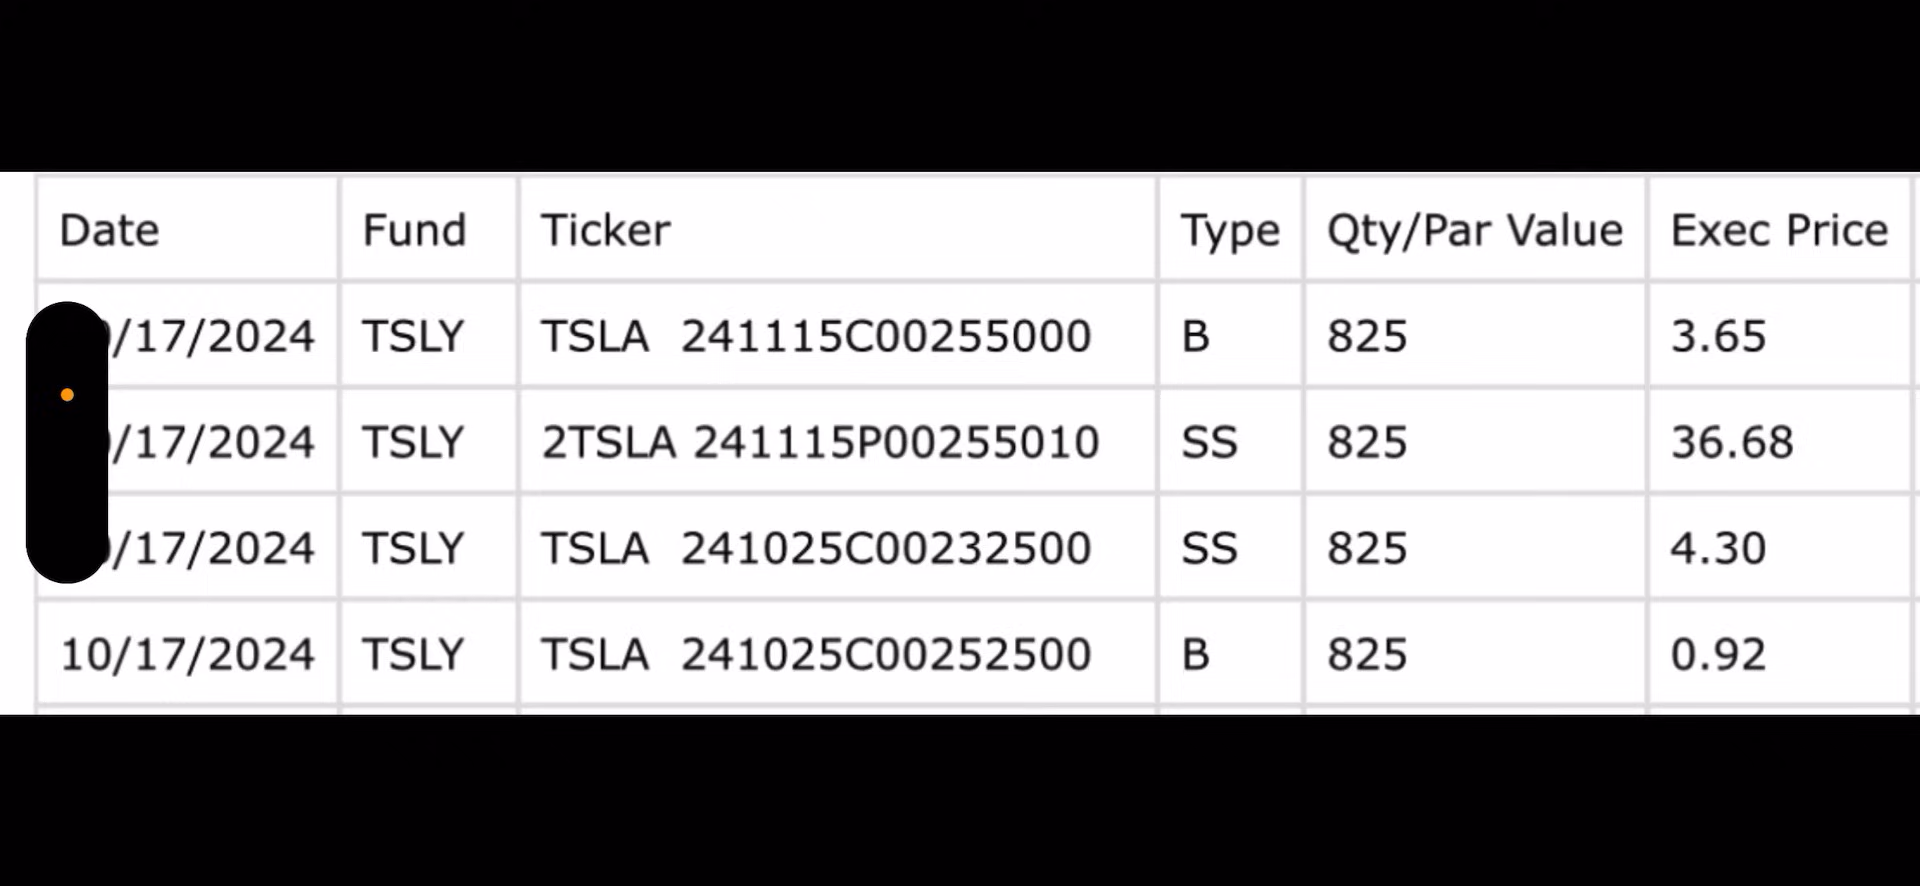 Date Fund Ticker Type Qty/Par Value Exec Price
/17/2024 TSLY TSLA 241115C00255000 B 825 3.65
/17/2024 TSLY 2TSLA 241115P00255010 SS 825 36.68
/17/2024 TSLY TSLA 241025C00232500 SS 825 4.30
10/17/2024 TSLY TSLA 241025C00252500 B 825 0.92